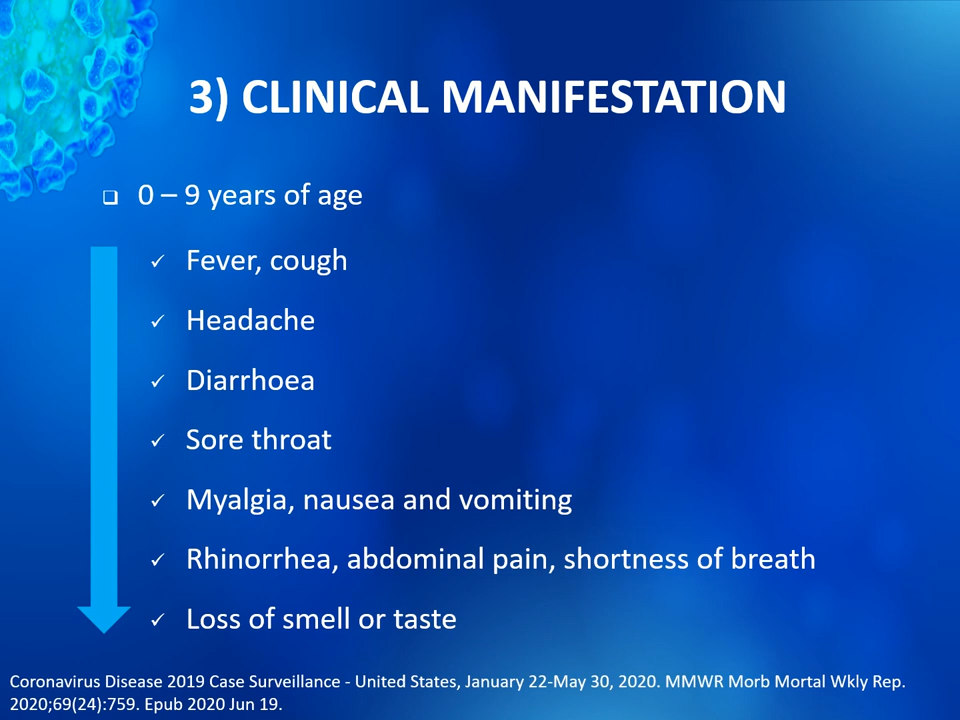 3) CLINICAL MANIFESTATION
0 – 9 years of age
Fever, cough
Headache
Diarrhoea
Sore throat
Myalgia, nausea and vomiting
Rhinorrhea, abdominal pain, shortness of breath
Loss of smell or taste
Coronavirus Disease 2019 Case Surveillance - United States, January 22-May 30, 2020. MMWR Morb Mortal Wkly Rep.
2020;69(24):759. Epub 2020 Jun 19.